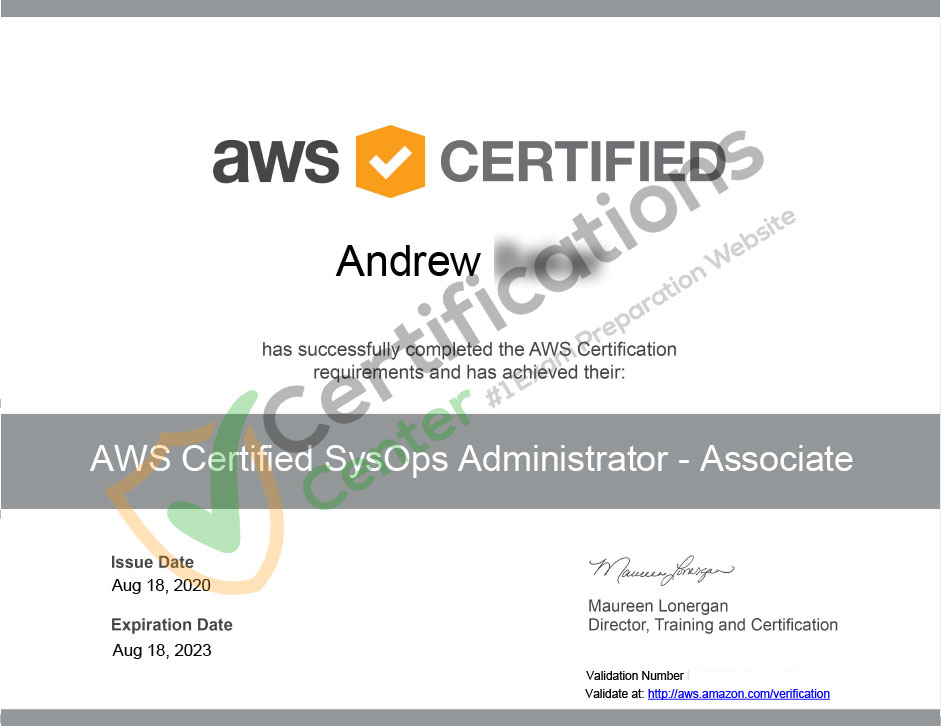 aws CERTIFIED
Andrew
has successfully completed the AWS Certification
requirements and has achieved their:
AWS Certified SysOps Administrator - Associate
Issue Date
Aug 18, 2020
Expiration Date
Aug 18, 2023
Maureen Lonergan
Maureen Lonergan
Director, Training and Certification
Validation Number
Validate at: http://aws.amazon.com/verification
Certifications
Center
#1 Exam Preparation Website